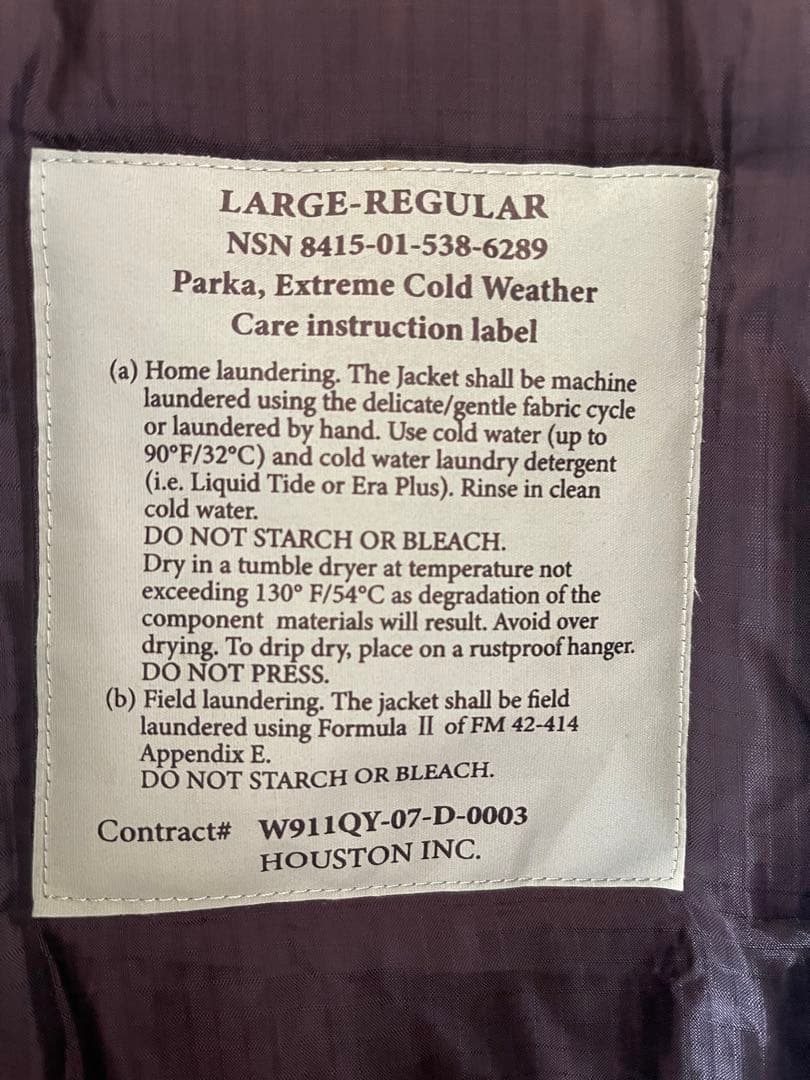 LARGE-REGULAR
NSN 8415-01-538-6289
Parka, Extreme Cold Weather
Care instruction label
(a) Home laundering. The Jacket shall be machine
laundered using the delicate/gentle fabric cycle
or laundered by hand. Use cold water (up to
90°F/32°C) and cold water laundry detergent
(i.e. Liquid Tide or Era Plus). Rinse in clean
cold water.
DO NOT STARCH OR BLEACH.
Dry in a tumble dryer at temperature not
exceeding 130° F/54°C as degradation of the
component materials will result. Avoid over
drying. To drip dry, place on a rustproof hanger.
DO NOT PRESS.
(b) Field laundering. The jacket shall be field
laundered using Formula II of FM 42-414
Appendix E.
DO NOT STARCH OR BLEACH.
Contract# W911QY-07-D-0003
HOUSTON INC.